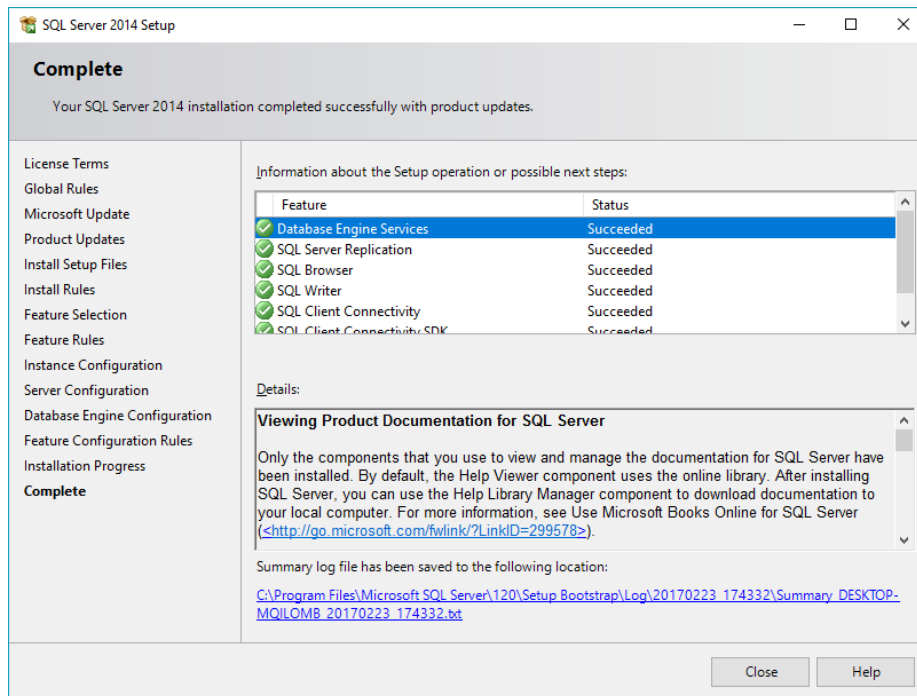 SQL Server 2014 Setup
Complete
Your SQL Server 2014 installation completed successfully with product updates.
License Terms
Global Rules
Microsoft Update
Product Updates
Install Setup Files
Install Rules
Feature Selection
Feature Rules
Instance Configuration
Server Configuration
Database Engine Configuration
Feature Configuration Rules
Installation Progress
Complete
Information about the Setup operation or possible next steps:
Feature Status
Database Engine Services Succeeded
SQL Server Replication Succeeded
SQL Browser Succeeded
SQL Writer Succeeded
SQL Client Connectivity Succeeded
SQL Client Connectivity SDK Succeeded
Details:
Viewing Product Documentation for SQL Server
Only the components that you use to view and manage the documentation for SQL Server have
been installed. By default, the Help Viewer component uses the online library. After installing
SQL Server, you can use the Help Library Manager component to download documentation to
your local computer. For more information, see Use Microsoft Books Online for SQL Server
(<http://go.microsoft.com/fwlink/?LinkID=299578>).
Summary log file has been saved to the following location:
C:\Program Files\Microsoft SQL Server\120\Setup Bootstrap\Log\20170223_174332\Summary_DESKTOP-
MQILOMB_20170223_174332.txt
Close Help